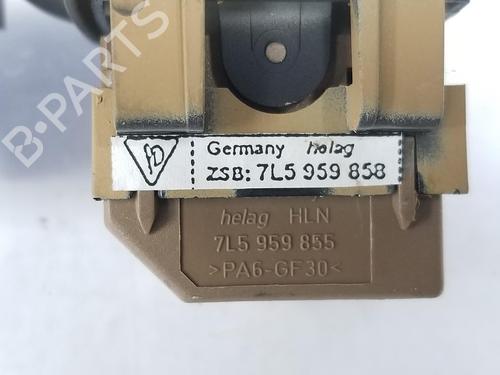 B-PARTS
Germany helag
ZSB: 7L5 959 858
helag HLN
7L5 959 855
>PA6-GF30<